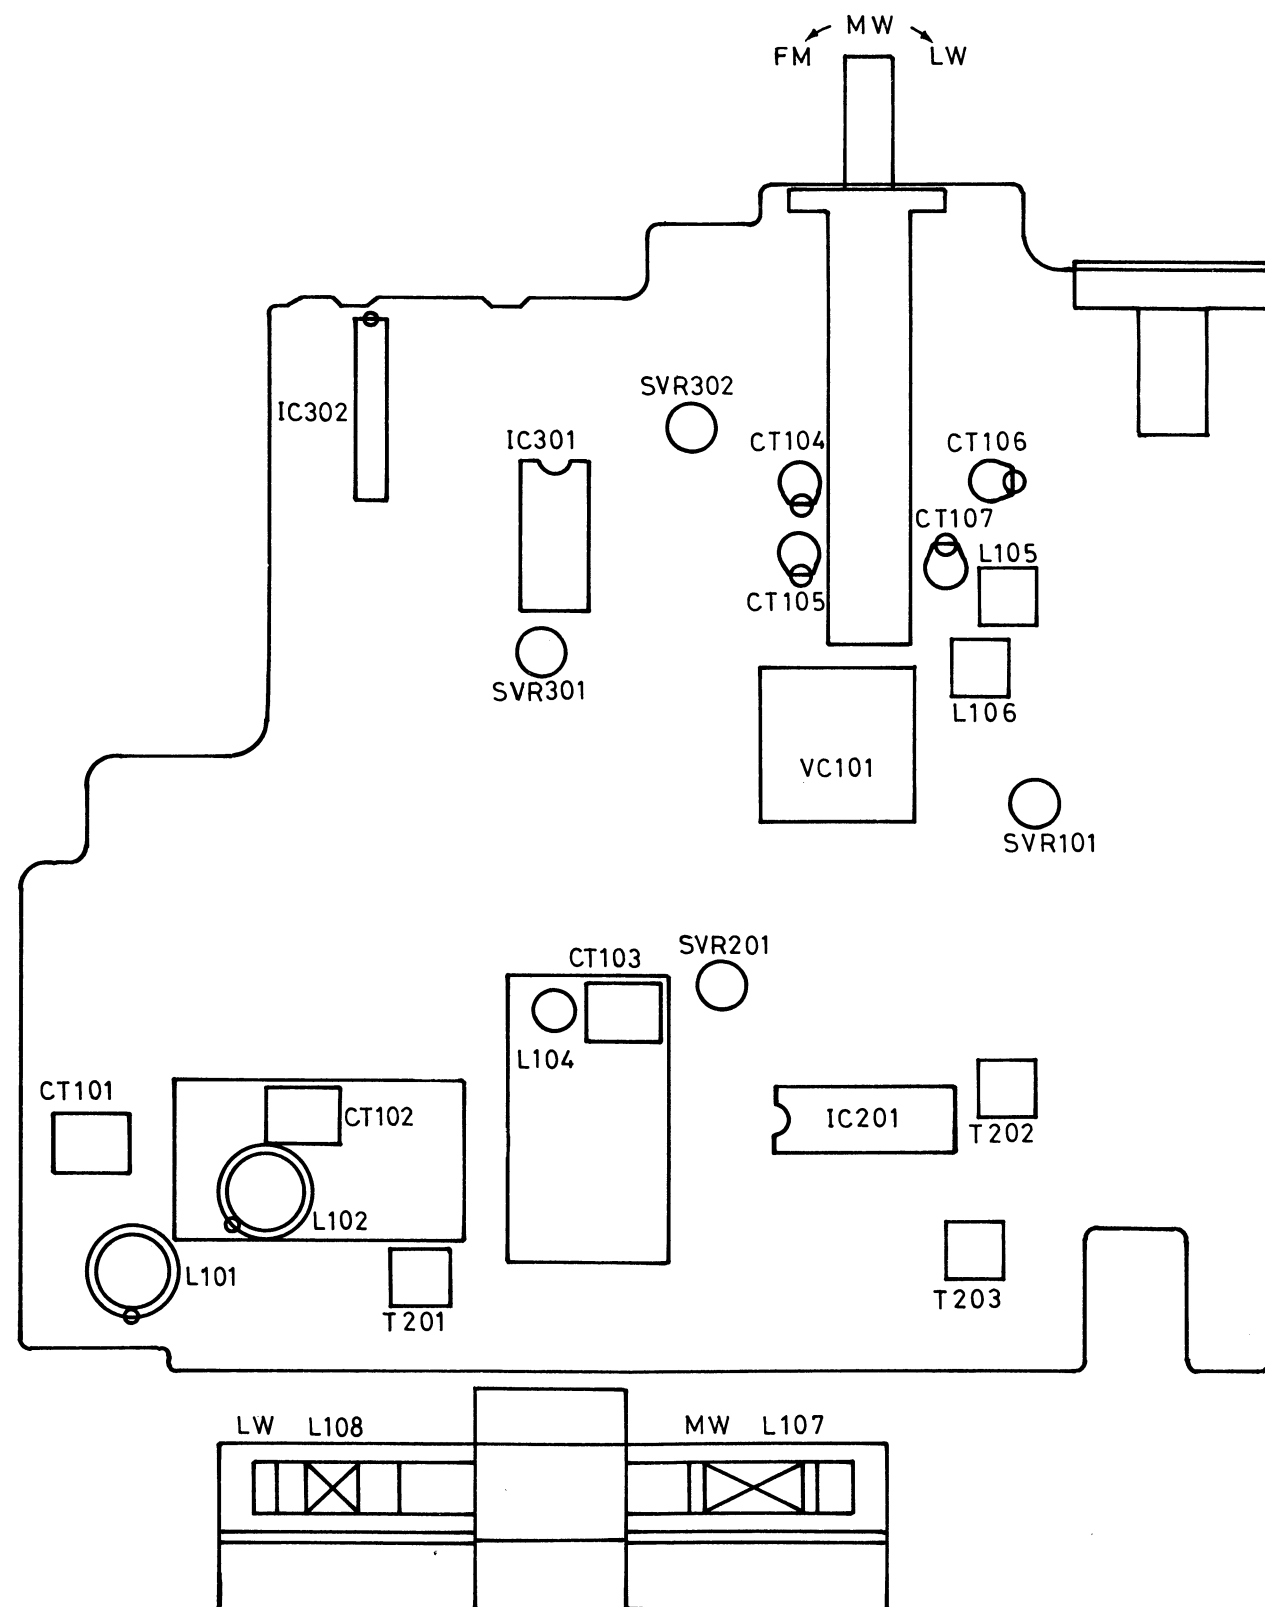 MW
FM
LW
SVR302
IC302
IC301
CT104
CT106
CT107
L105
CT105
SVR301
L106
VC101
SVR101
SVR201
CT103
L104
CT101
CT102
IC201
T202
L102
L101
T203
T201
LW L108
MW L107